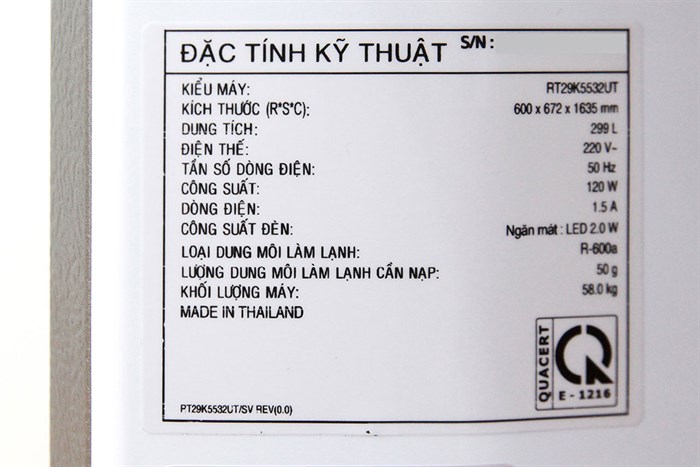 ĐẶC TÍNH KỸ THUẬT S/N :
KIỂU MÁY: RT29K5532UT
KÍCH THƯỚC (R*S*C): 600 x 672 x 1635 mm
DUNG TÍCH: 299 L
ĐIỆN THẾ: 220 V~
TẦN SỐ DÒNG ĐIỆN: 50 Hz
CÔNG SUẤT: 120 W
DÒNG ĐIỆN: 1.5 A
CÔNG SUẤT ĐÈN: Ngăn mát : LED 2.0 W
LOẠI DUNG MÔI LÀM LẠNH: R-600a
LƯỢNG DUNG MÔI LÀM LẠNH CẦN NẠP: 50 g
KHỐI LƯỢNG MÁY: 58.0 kg
MADE IN THAILAND
QUACERT
E - 1216
PT29K5532UT/SV REV(0.0)